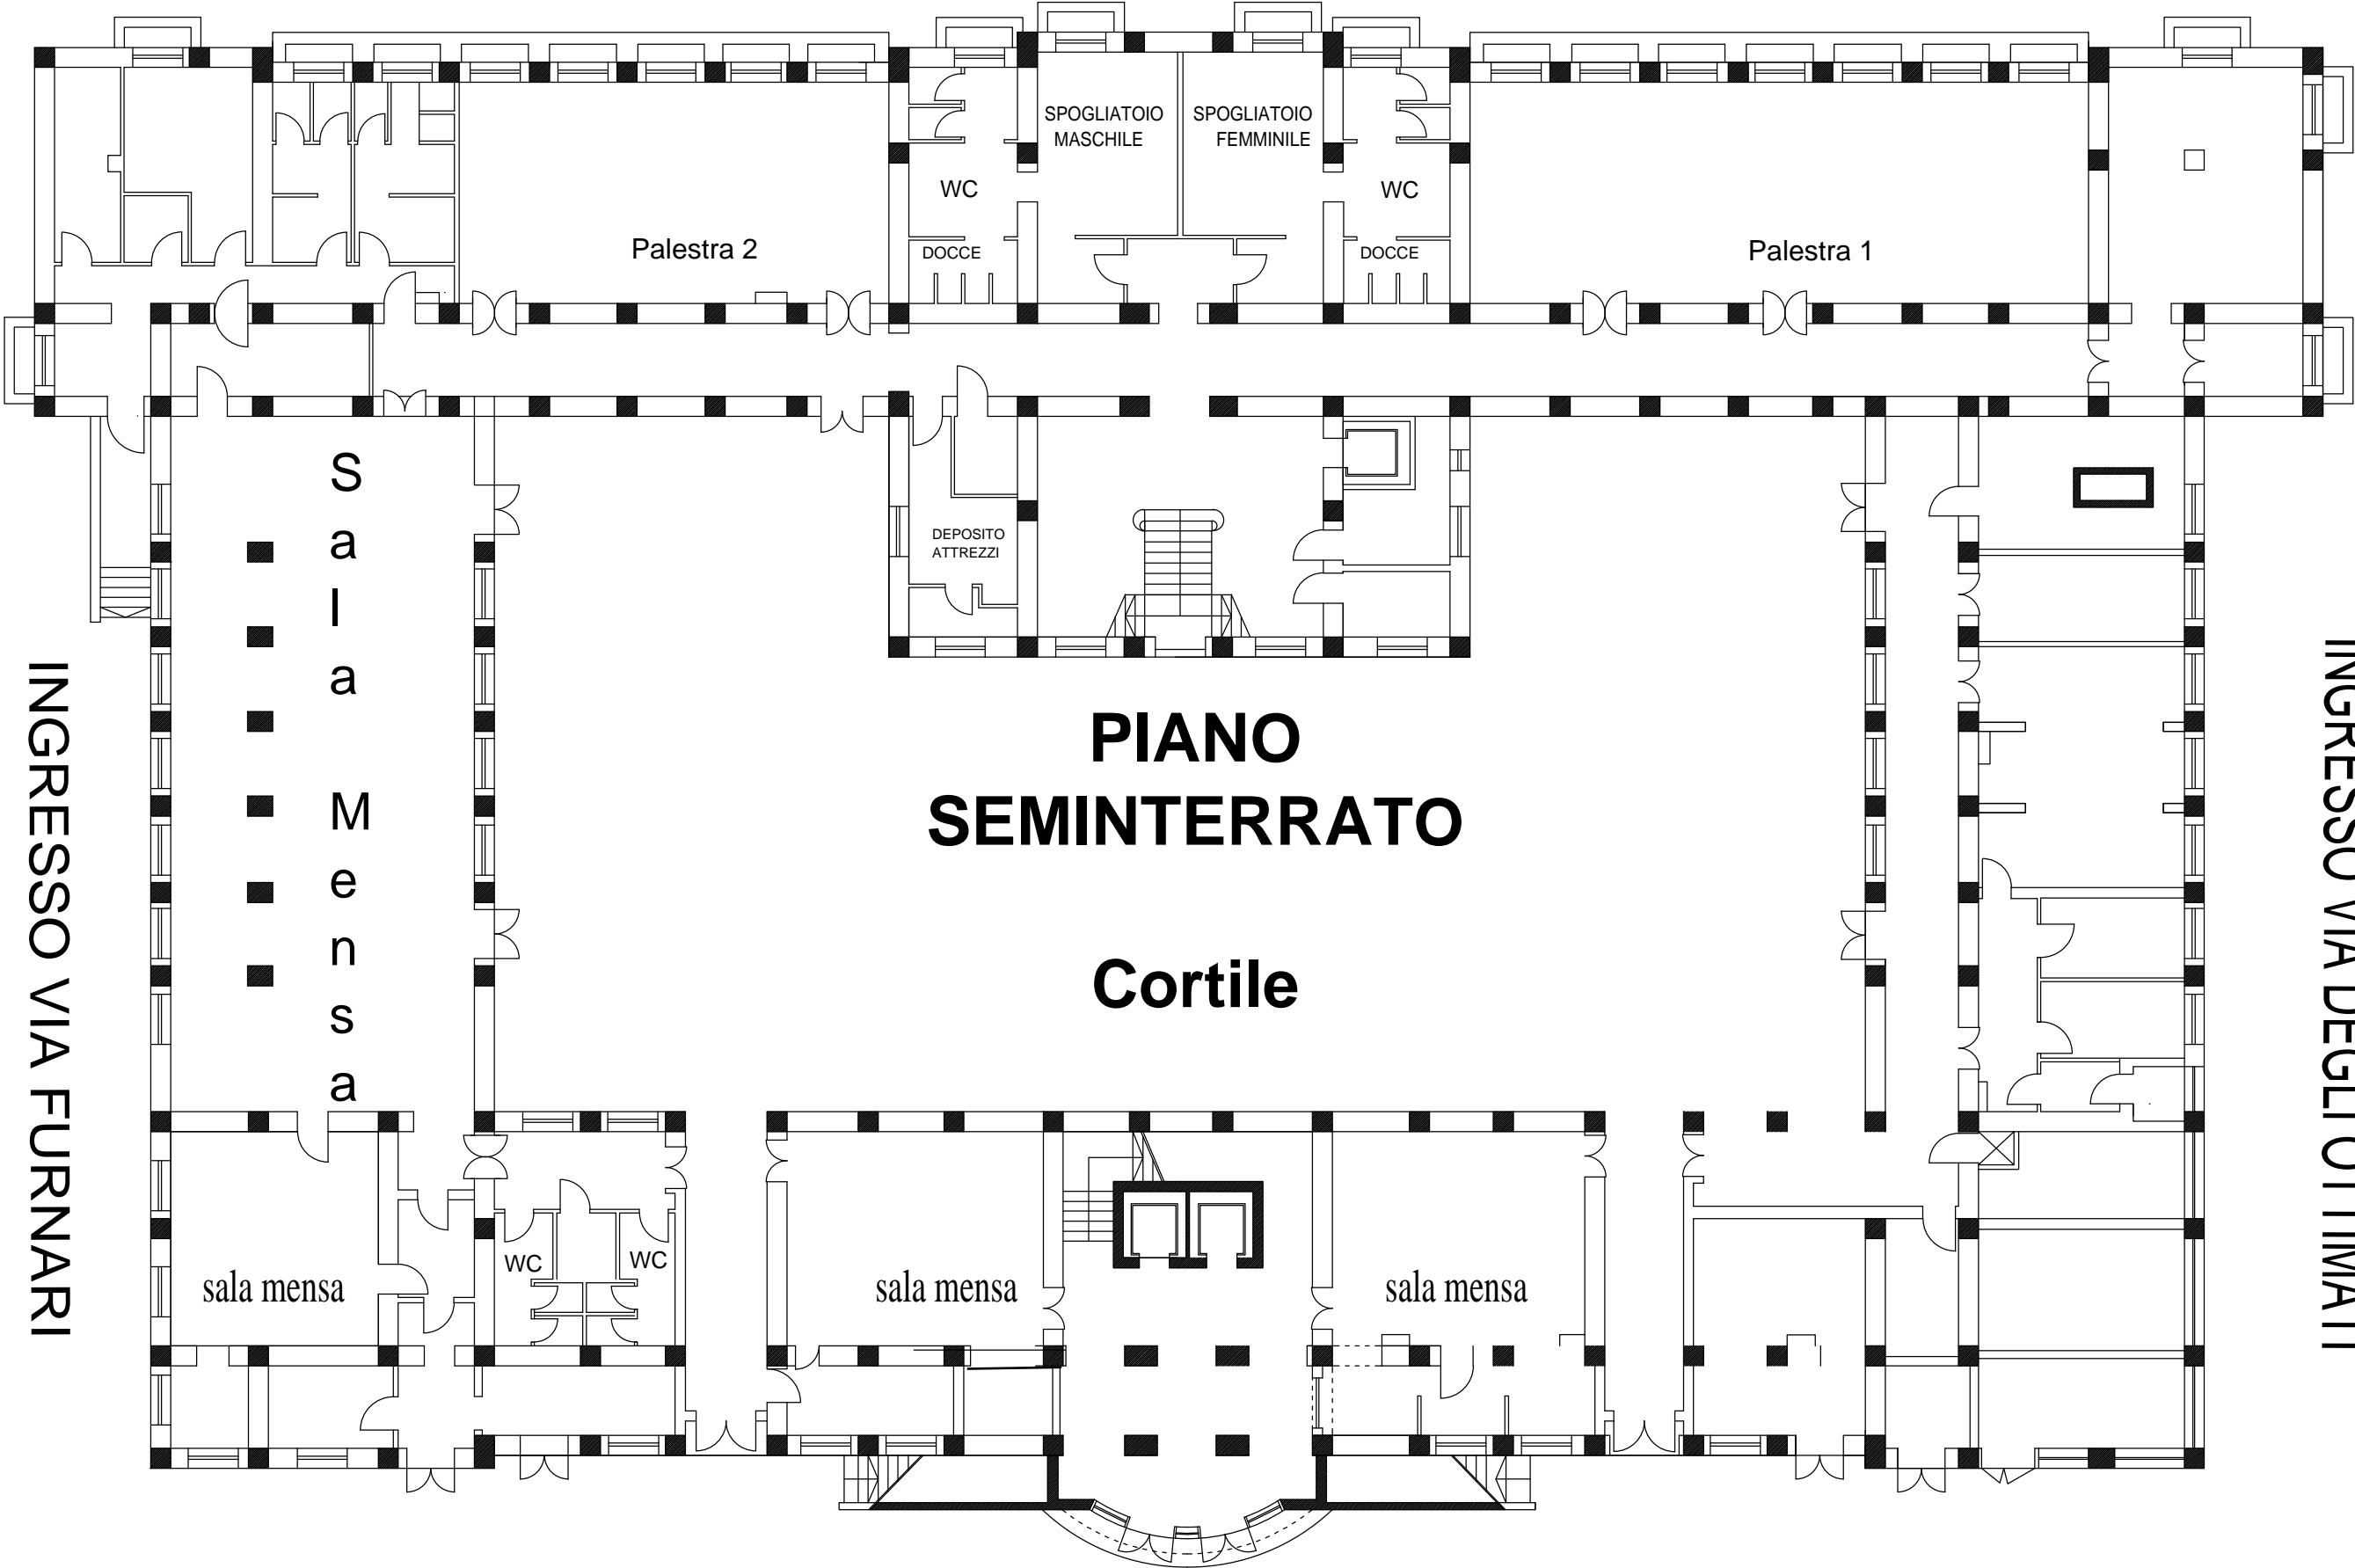 SPOGLIATOIO
MASCHILE
SPOGLIATOIO
FEMMINILE
WC
WC
Palestra 2
DOCCE
DOCCE
Palestra 1
Sala Mensa
DEPOSITO
ATTREZZI
INGRESSO VIA FURNARI
INGRESSO VIA DEGLI OTTIMATI
PIANO
SEMINTERRATO
Cortile
WC
WC
sala mensa
sala mensa
sala mensa